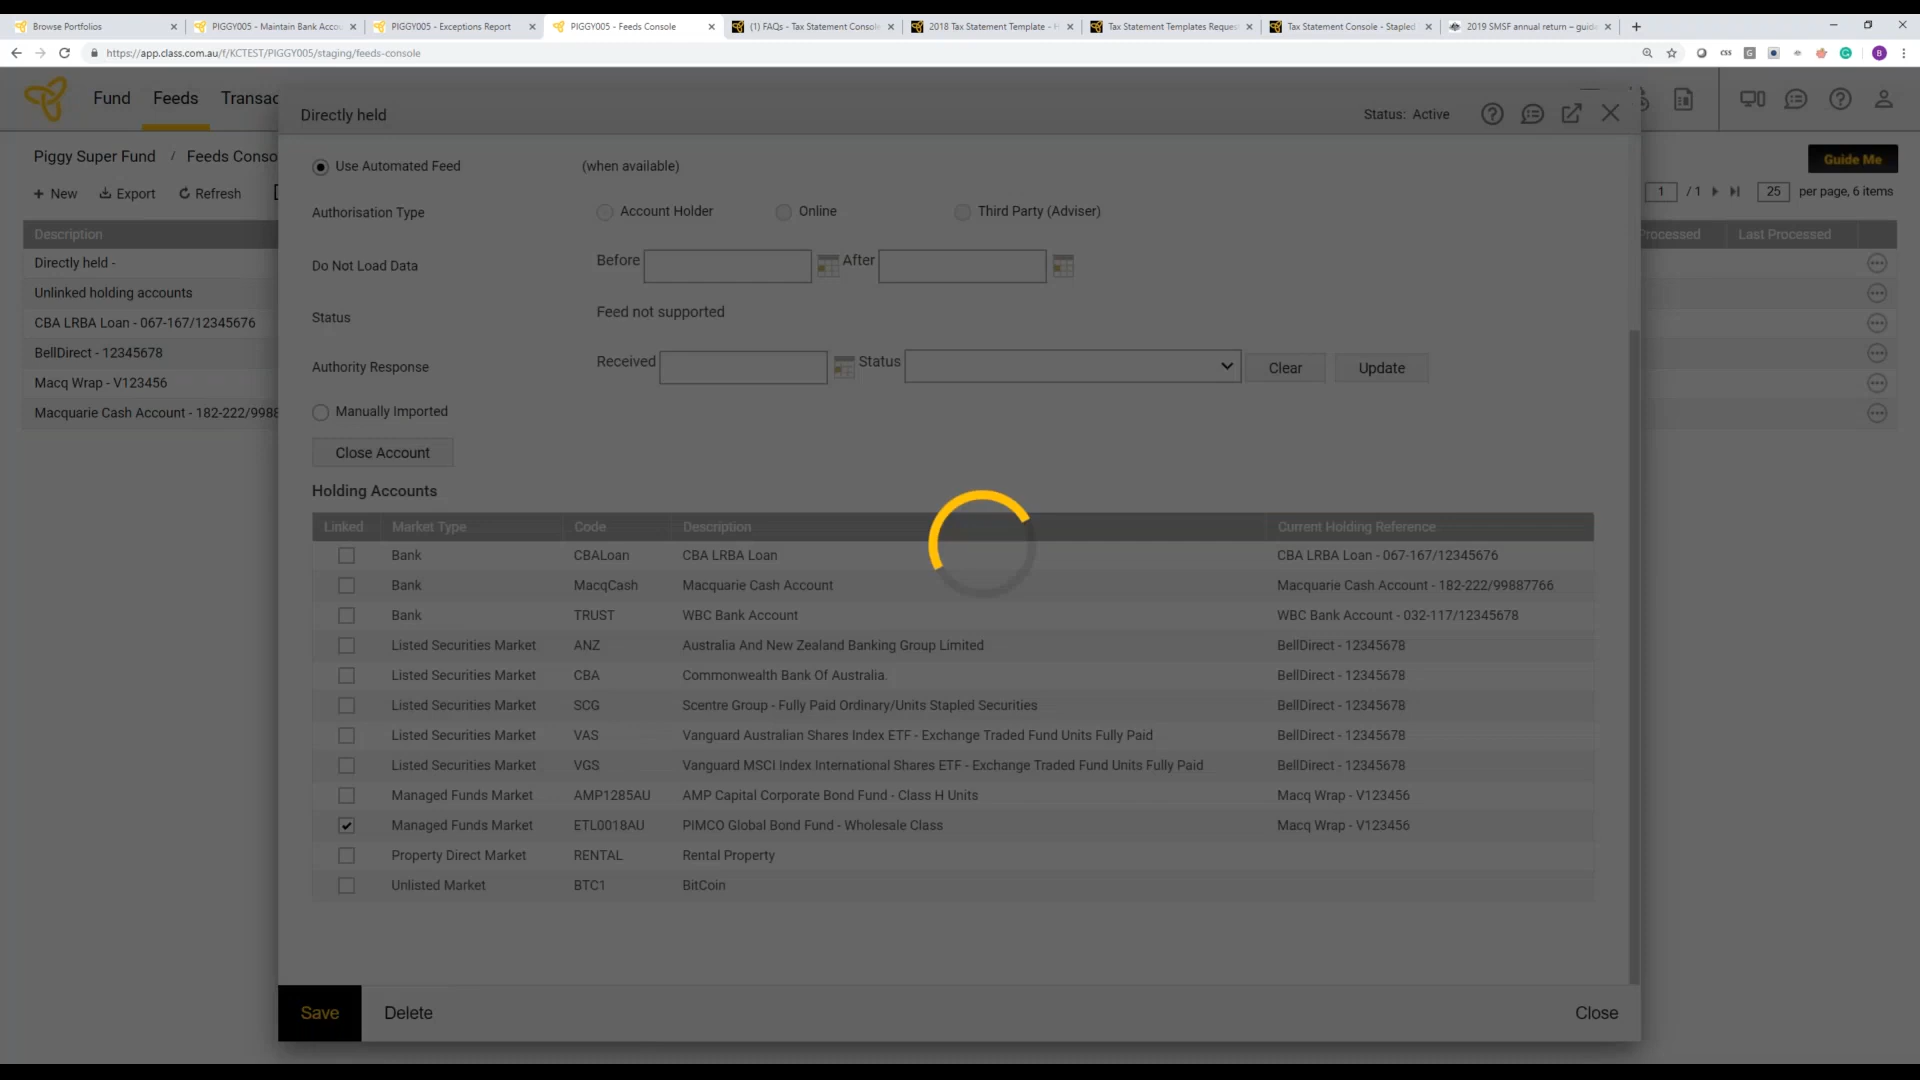 Browse Portfolios
PIGGY005 - Maintain Bank Accou
PIGGY005 - Exceptions Report
PIGGY005 - Feeds Console
(1) FAQs - Tax Statement Console
2018 Tax Statement Template - H
Tax Statement Templates Reques
Tax Statement Console - Stapled
2019 SMSF annual return – guida
https://app.class.com.au/f/KCTEST/PIGGY005/staging/feeds-console
Fund Feeds Transac
Directly held
Status: Active
Piggy Super Fund / Feeds Conso
Guide Me
+ New Export Refresh
1 / 1 25 per page, 6 items
Description
Processed Last Processed
Directly held -
Unlinked holding accounts
CBA LRBA Loan - 067-167/12345676
BellDirect - 12345678
Macq Wrap - V123456
Macquarie Cash Account - 182-222/9988
Use Automated Feed (when available)
Authorisation Type Account Holder Online Third Party (Adviser)
Do Not Load Data Before After
Status Feed not supported
Authority Response Received Status Clear Update
Manually Imported
Close Account
Holding Accounts
Linked Market Type Code Description Current Holding Reference
Bank CBALoan CBA LRBA Loan CBA LRBA Loan - 067-167/12345676
Bank MacqCash Macquarie Cash Account Macquarie Cash Account - 182-222/99887766
Bank TRUST WBC Bank Account WBC Bank Account - 032-117/12345678
Listed Securities Market ANZ Australia And New Zealand Banking Group Limited BellDirect - 12345678
Listed Securities Market CBA Commonwealth Bank Of Australia. BellDirect - 12345678
Listed Securities Market SCG Scentre Group - Fully Paid Ordinary/Units Stapled Securities BellDirect - 12345678
Listed Securities Market VAS Vanguard Australian Shares Index ETF - Exchange Traded Fund Units Fully Paid BellDirect - 12345678
Listed Securities Market VGS Vanguard MSCI Index International Shares ETF - Exchange Traded Fund Units Fully Paid BellDirect - 12345678
Managed Funds Market AMP1285AU AMP Capital Corporate Bond Fund - Class H Units Macq Wrap - V123456
Managed Funds Market ETL0018AU PIMCO Global Bond Fund - Wholesale Class Macq Wrap - V123456
Property Direct Market RENTAL Rental Property
Unlisted Market BTC1 BitCoin
Save Delete Close